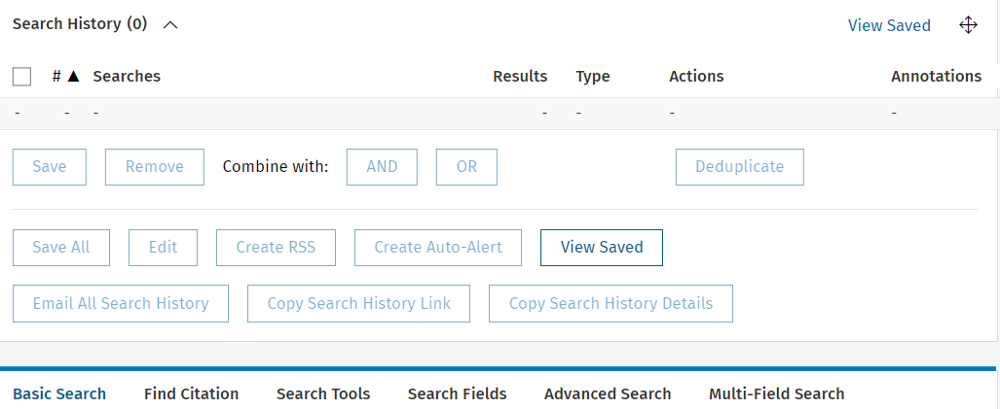 Search History (0) View Saved
# ▲ Searches Results Type Actions Annotations
- - - - - - -
Save Remove Combine with: AND OR Deduplicate
Save All Edit Create RSS Create Auto-Alert View Saved
Email All Search History Copy Search History Link Copy Search History Details
Basic Search Find Citation Search Tools Search Fields Advanced Search Multi-Field Search